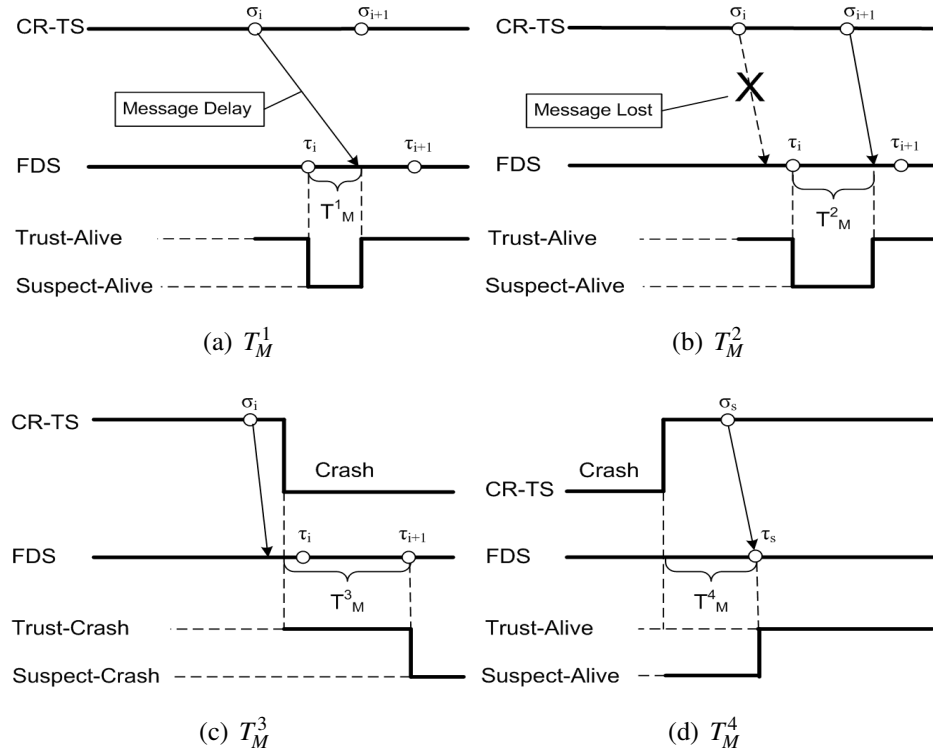 σi
σi+1
CR-TS
Message Delay
τi
τi+1
FDS
T¹M
Trust-Alive
Suspect-Alive
(a) T¹M
σi
σi+1
CR-TS
Message Lost
X
τi
τi+1
FDS
T²M
Trust-Alive
Suspect-Alive
(b) T²M
σi
CR-TS
Crash
τi
τi+1
FDS
T³M
Trust-Crash
Suspect-Crash
(c) T³M
σs
Crash
CR-TS
τs
FDS
T⁴M
Trust-Alive
Suspect-Alive
(d) T⁴M